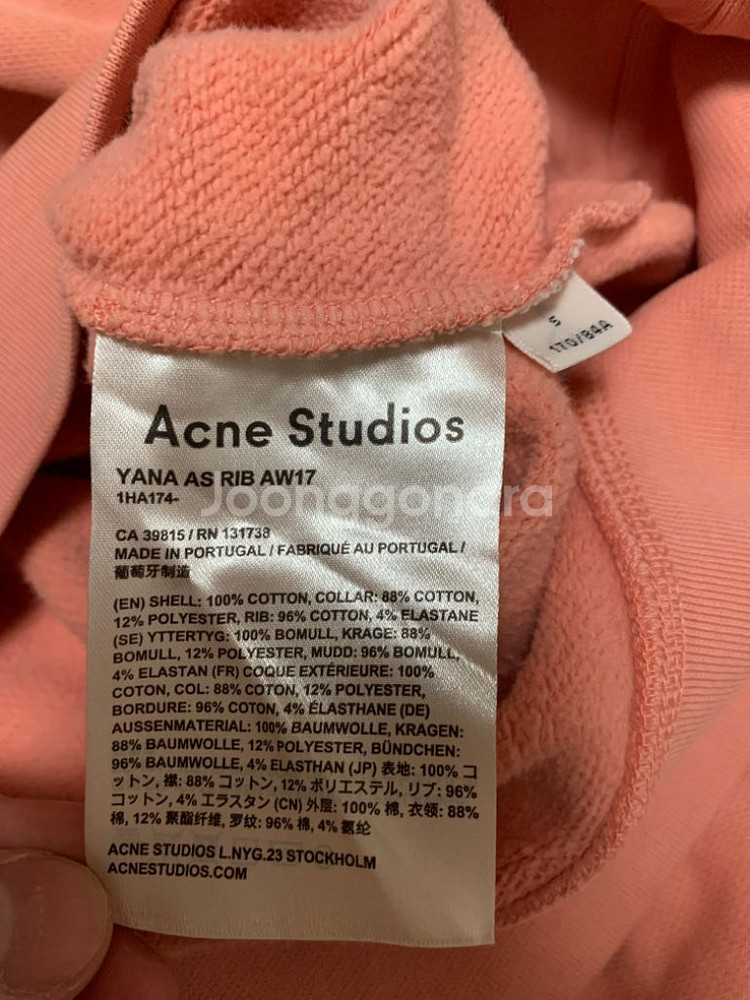 S
170/84A
Acne Studios
YANA AS RIB AW17
1HA174-
Joonggonara
CA 39815 / RN 131738
MADE IN PORTUGAL / FABRIQUÉ AU PORTUGAL /
葡萄牙制造
(EN) SHELL: 100% COTTON, COLLAR: 88% COTTON,
12% POLYESTER, RIB: 96% COTTON, 4% ELASTANE
(SE) YTTERTYG: 100% BOMULL, KRAGE: 88%
BOMULL, 12% POLYESTER, MUDD: 96% BOMULL,
4% ELASTAN (FR) COQUE EXTÉRIEURE: 100%
COTON, COL: 88% COTON, 12% POLYESTER,
BORDURE: 96% COTON, 4% ÉLASTHANE (DE)
AUSSENMATERIAL: 100% BAUMWOLLE, KRAGEN:
88% BAUMWOLLE, 12% POLYESTER, BÜNDCHEN:
96% BAUMWOLLE, 4% ELASTHAN (JP) 表地: 100% コ
ットン, 襟: 88% コットン, 12% ポリエステル, リブ: 96%
コットン, 4% エラスタン (CN) 外层: 100% 棉, 衣领: 88%
棉, 12% 聚酯纤维, 罗纹: 96% 棉, 4% 氨纶
ACNE STUDIOS L.NYG.23 STOCKHOLM
ACNESTUDIOS.COM